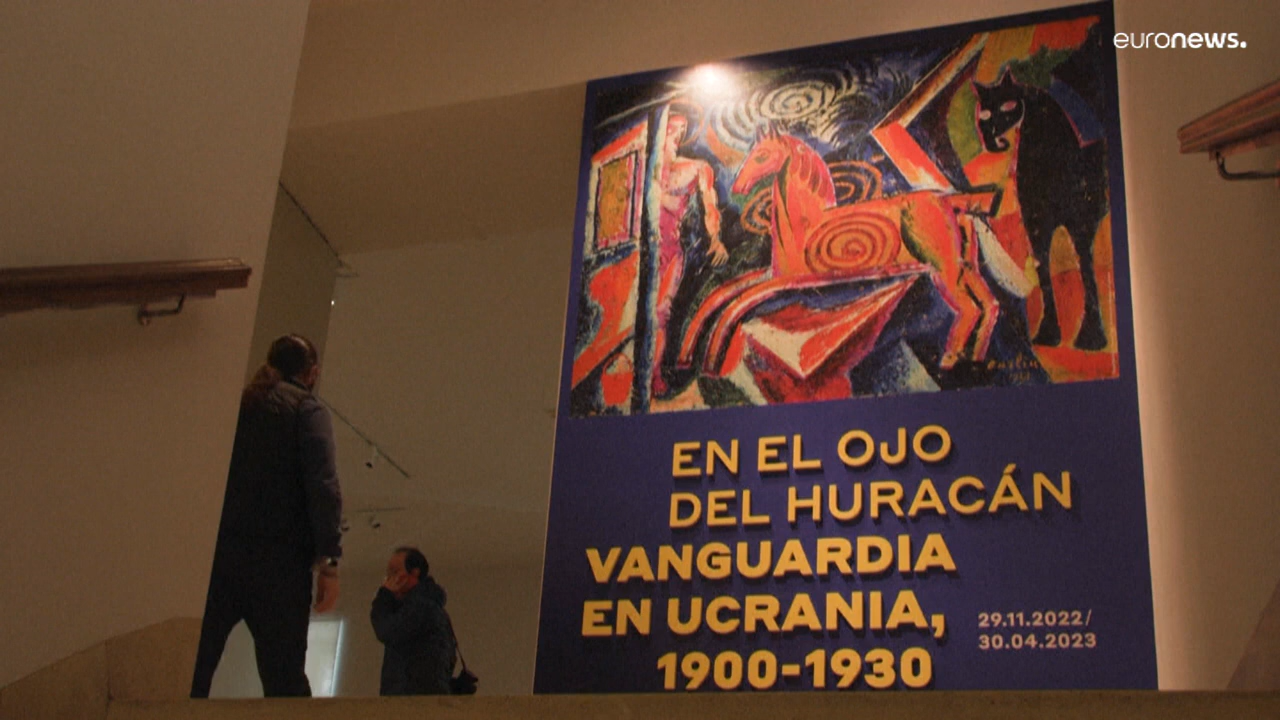 euronews.
EN EL OJO
DEL HURACÁN
VANGUARDIA
EN UCRANIA,
1900-1930
29.11.2022/
30.04.2023